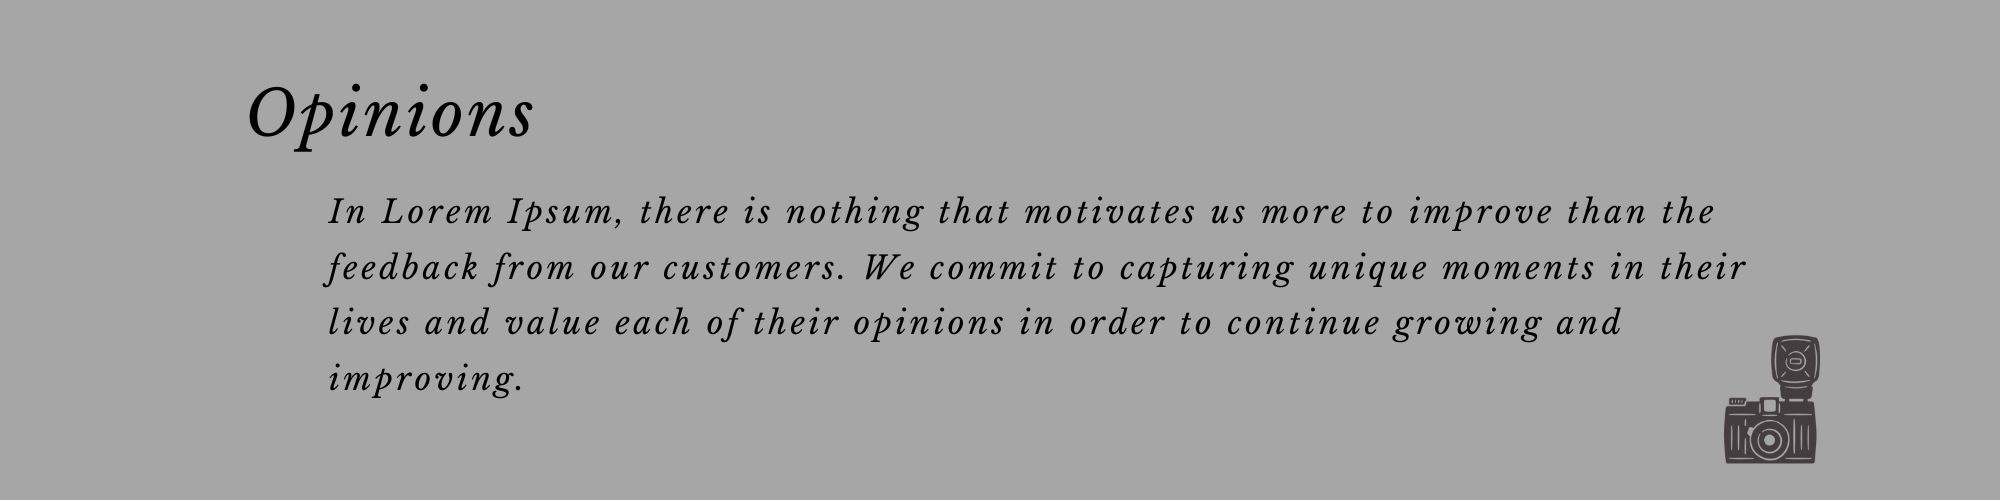 Opinions
In Lorem Ipsum, there is nothing that motivates us more to improve than the
feedback from our customers. We commit to capturing unique moments in their
lives and value each of their opinions in order to continue growing and
improving.